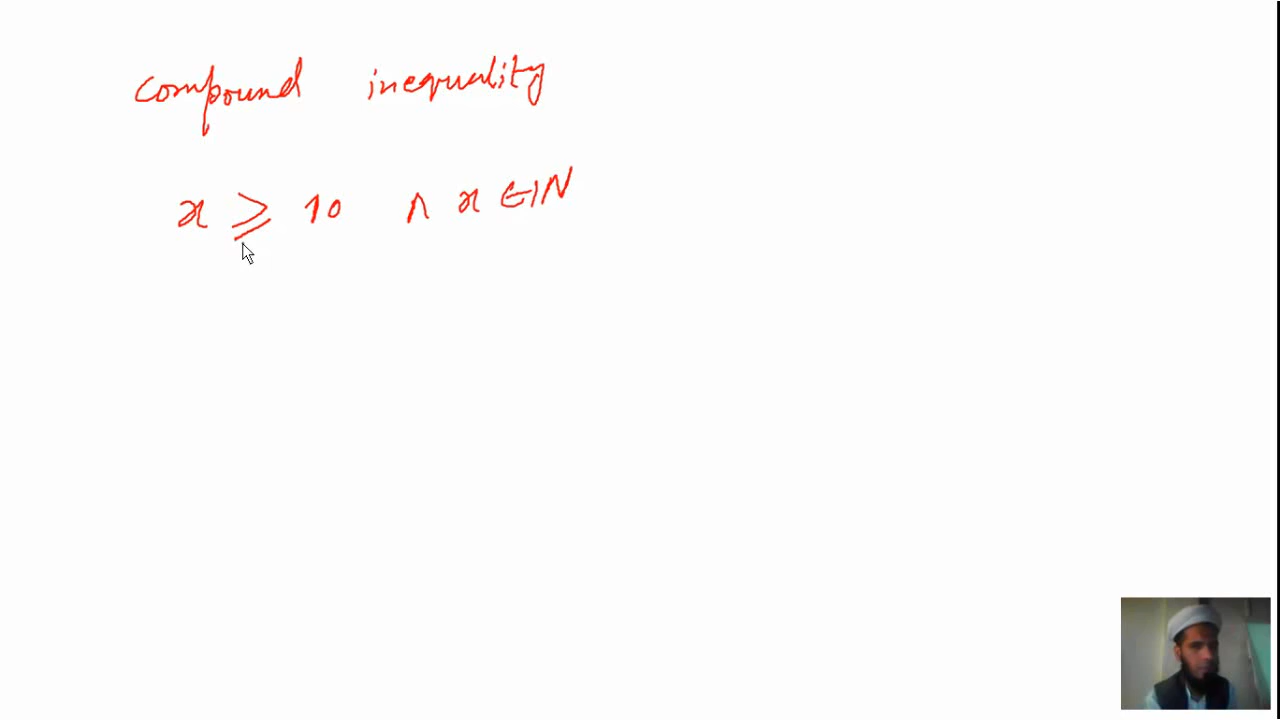 compound inequality
x ≥ 10 ∧ x ∈ ℕ